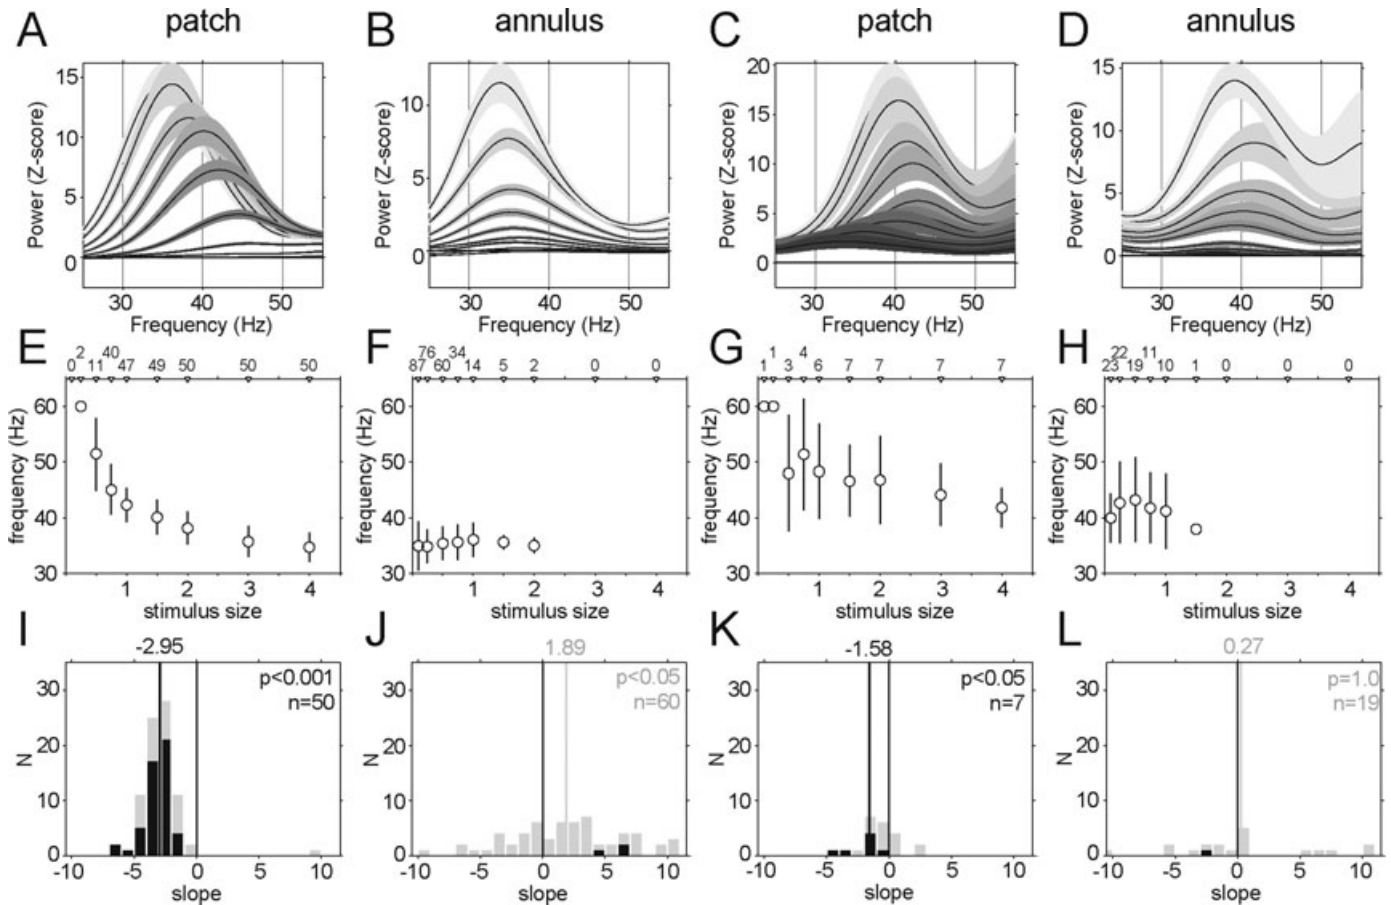 A patch B annulus C patch D annulus
Power (Z-score) 15 10 5 0 30 40 50 Frequency (Hz)
Power (Z-score) 10 5 0 30 40 50 Frequency (Hz)
Power (Z-score) 20 15 10 5 0 30 40 50 Frequency (Hz)
Power (Z-score) 15 10 5 0 30 40 50 Frequency (Hz)
E
0 2 11 40 47 49 50 50 50
frequency (Hz) 60 50 40 30
1 2 3 4
stimulus size
F
87 76 60 34 14 5 2 0 0
frequency (Hz) 60 50 40 30
1 2 3 4
stimulus size
G
1 1 3 4 6 7 7 7 7
frequency (Hz) 60 50 40 30
1 2 3 4
stimulus size
H
23 22 19 11 10 1 0 0 0
frequency (Hz) 60 50 40 30
1 2 3 4
stimulus size
I
-2.95
p<0.001
n=50
N 30 20 10 0
-10 -5 0 5 10
slope
J
1.89
p<0.05
n=60
N 30 20 10 0
-10 -5 0 5 10
slope
K
-1.58
p<0.05
n=7
N 30 20 10 0
-10 -5 0 5 10
slope
L
0.27
p=1.0
n=19
N 30 20 10 0
-10 -5 0 5 10
slope